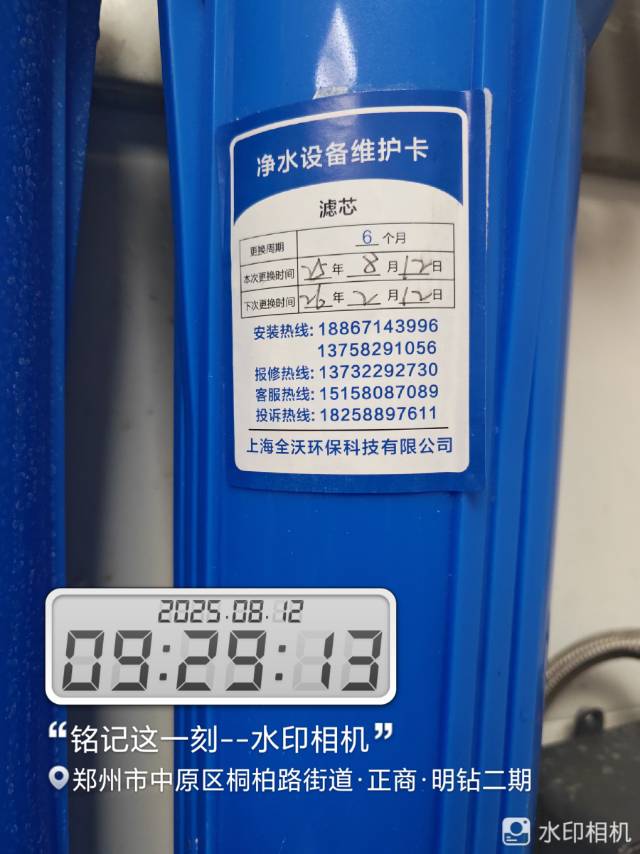 净水设备维护卡
滤芯
更换周期 6 个月
本次更换时间 25 年 8 月 12 日
下次更换时间 26 年 2 月 12 日
安装热线: 18867143996
13758291056
报修热线: 13732292730
客服热线: 15158087089
投诉热线: 18258897611
上海全沃环保科技有限公司
2025.08.12
09:29:13
“铭记这一刻--水印相机”
郑州市中原区桐柏路街道·正商·明钻二期
水印相机